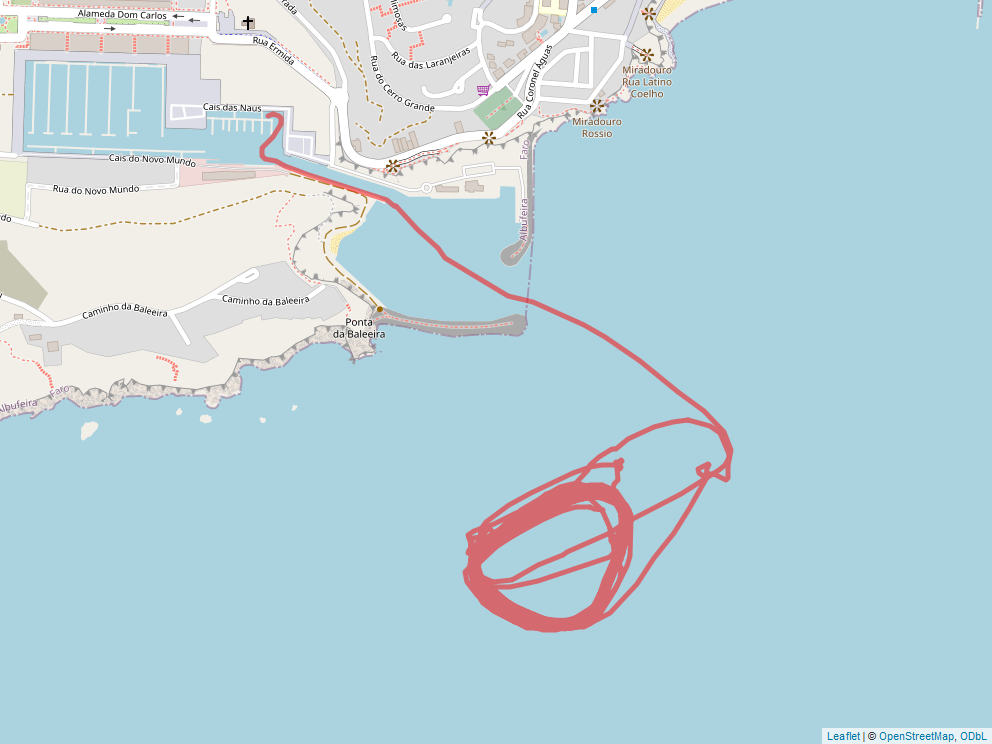 Alameda Dom Carlos
Rua Ermida
Rua das Laranjeiras
Rua do Cerro Grande
Rua Coronel Águas
Miradouro
Rua Latino
Coelho
Miradouro
Rossio
Cais das Naus
Cais do Novo Mundo
Rua do Novo Mundo
Faro
Albufeira
Caminho da Baleeira
Caminho da Baleeira
Ponta
da Baleeira
Faro
Albufeira
Leaflet | © OpenStreetMap, ODbL